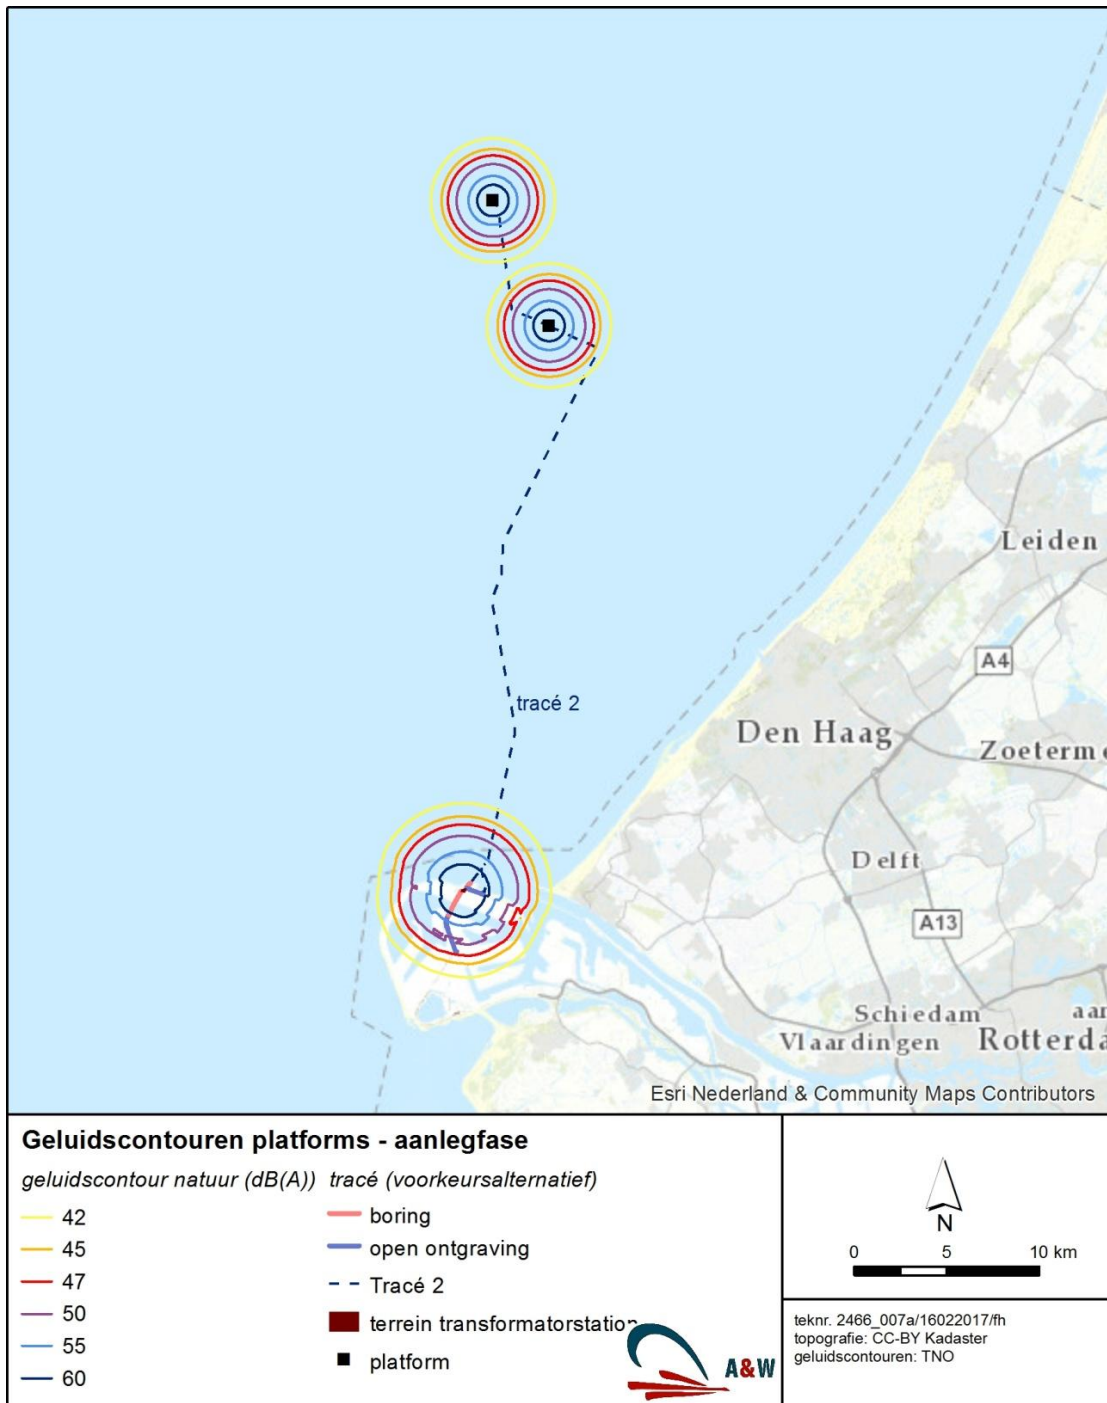 Leiden
A4
tracé 2
Den Haag
Zoeterme
Delft
A13
Schiedam
aar
Vlaardingen
Rotterda
Esri Nederland & Community Maps Contributors
Geluidscontouren platforms - aanlegfase
geluidscontour natuur (dB(A))
42
45
47
50
55
60
tracé (voorkeursalternatief)
boring
open ontgraving
Tracé 2
terrein transformatorstation
platform
A&W
N
0 5 10 km
teknr. 2466_007a/16022017/fh
topografie: CC-BY Kadaster
geluidscontouren: TNO